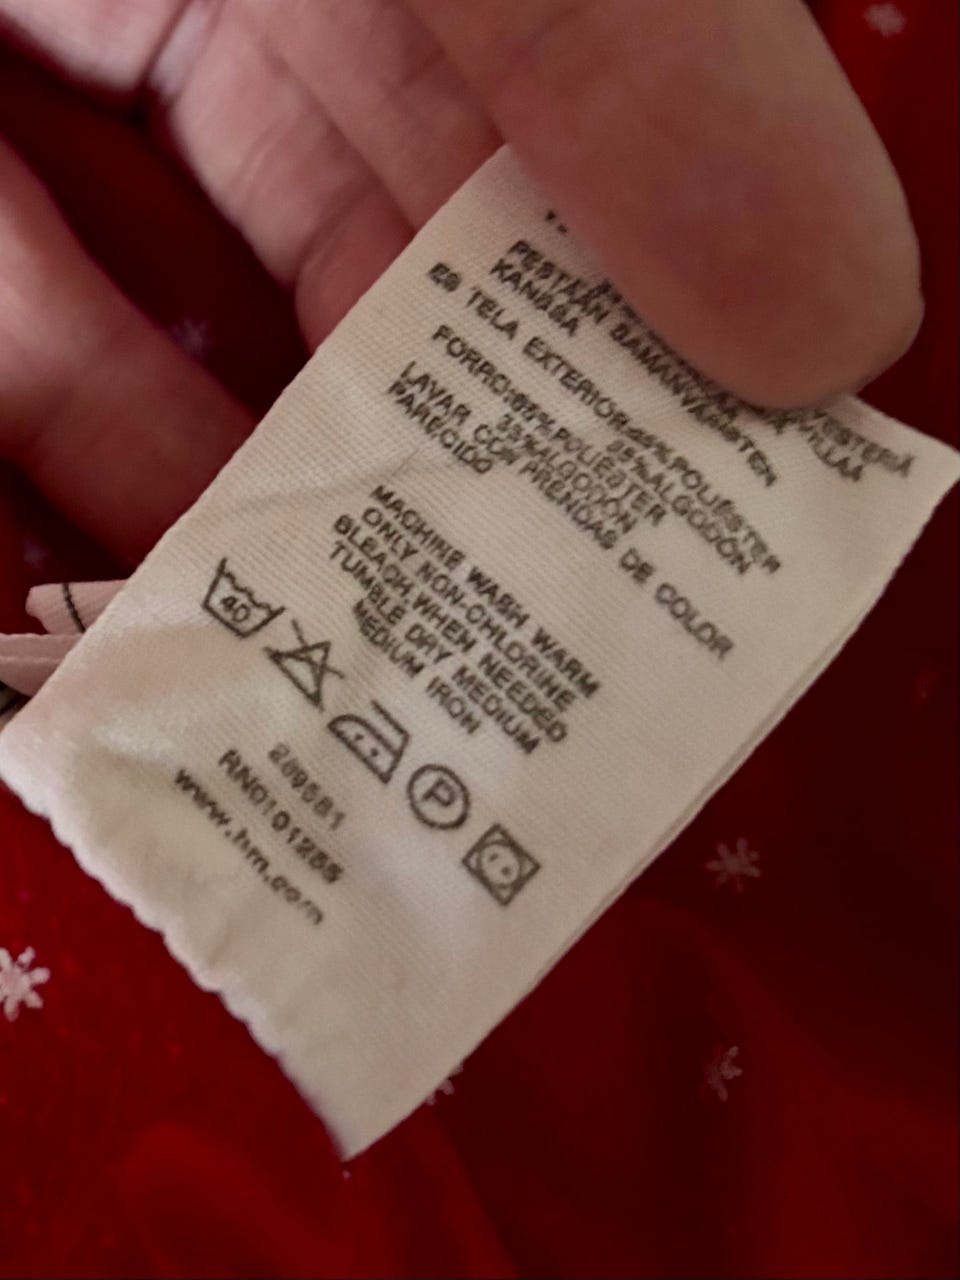 PESTÄÄN SAMANVÄRISTEN
KANSSA
ES TELA EXTERIOR:65%POLIÉSTER
35%ALGODÓN
FORRO:65%POLIÉSTER
35%ALGODÓN
LAVAR CON PRENDAS DE COLOR
PARECIDO
MACHINE WASH WARM
ONLY NON-CHLORINE
BLEACH WHEN NEEDED
TUMBLE DRY MEDIUM
MEDIUM IRON
40
P
289581
RN0101255
www.hm.com